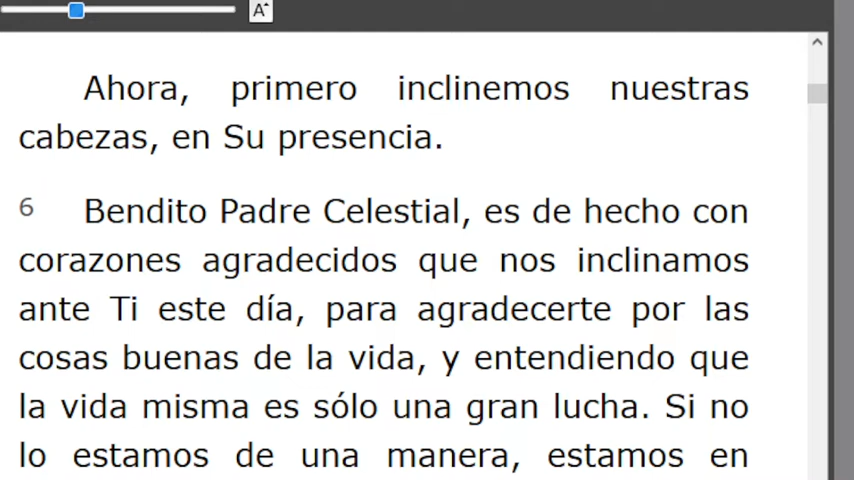 A
Ahora, primero inclinemos nuestras
cabezas, en Su presencia.
6 Bendito Padre Celestial, es de hecho con
corazones agradecidos que nos inclinamos
ante Ti este día, para agradecerte por las
cosas buenas de la vida, y entendiendo que
la vida misma es sólo una gran lucha. Si no
lo estamos de una manera, estamos en